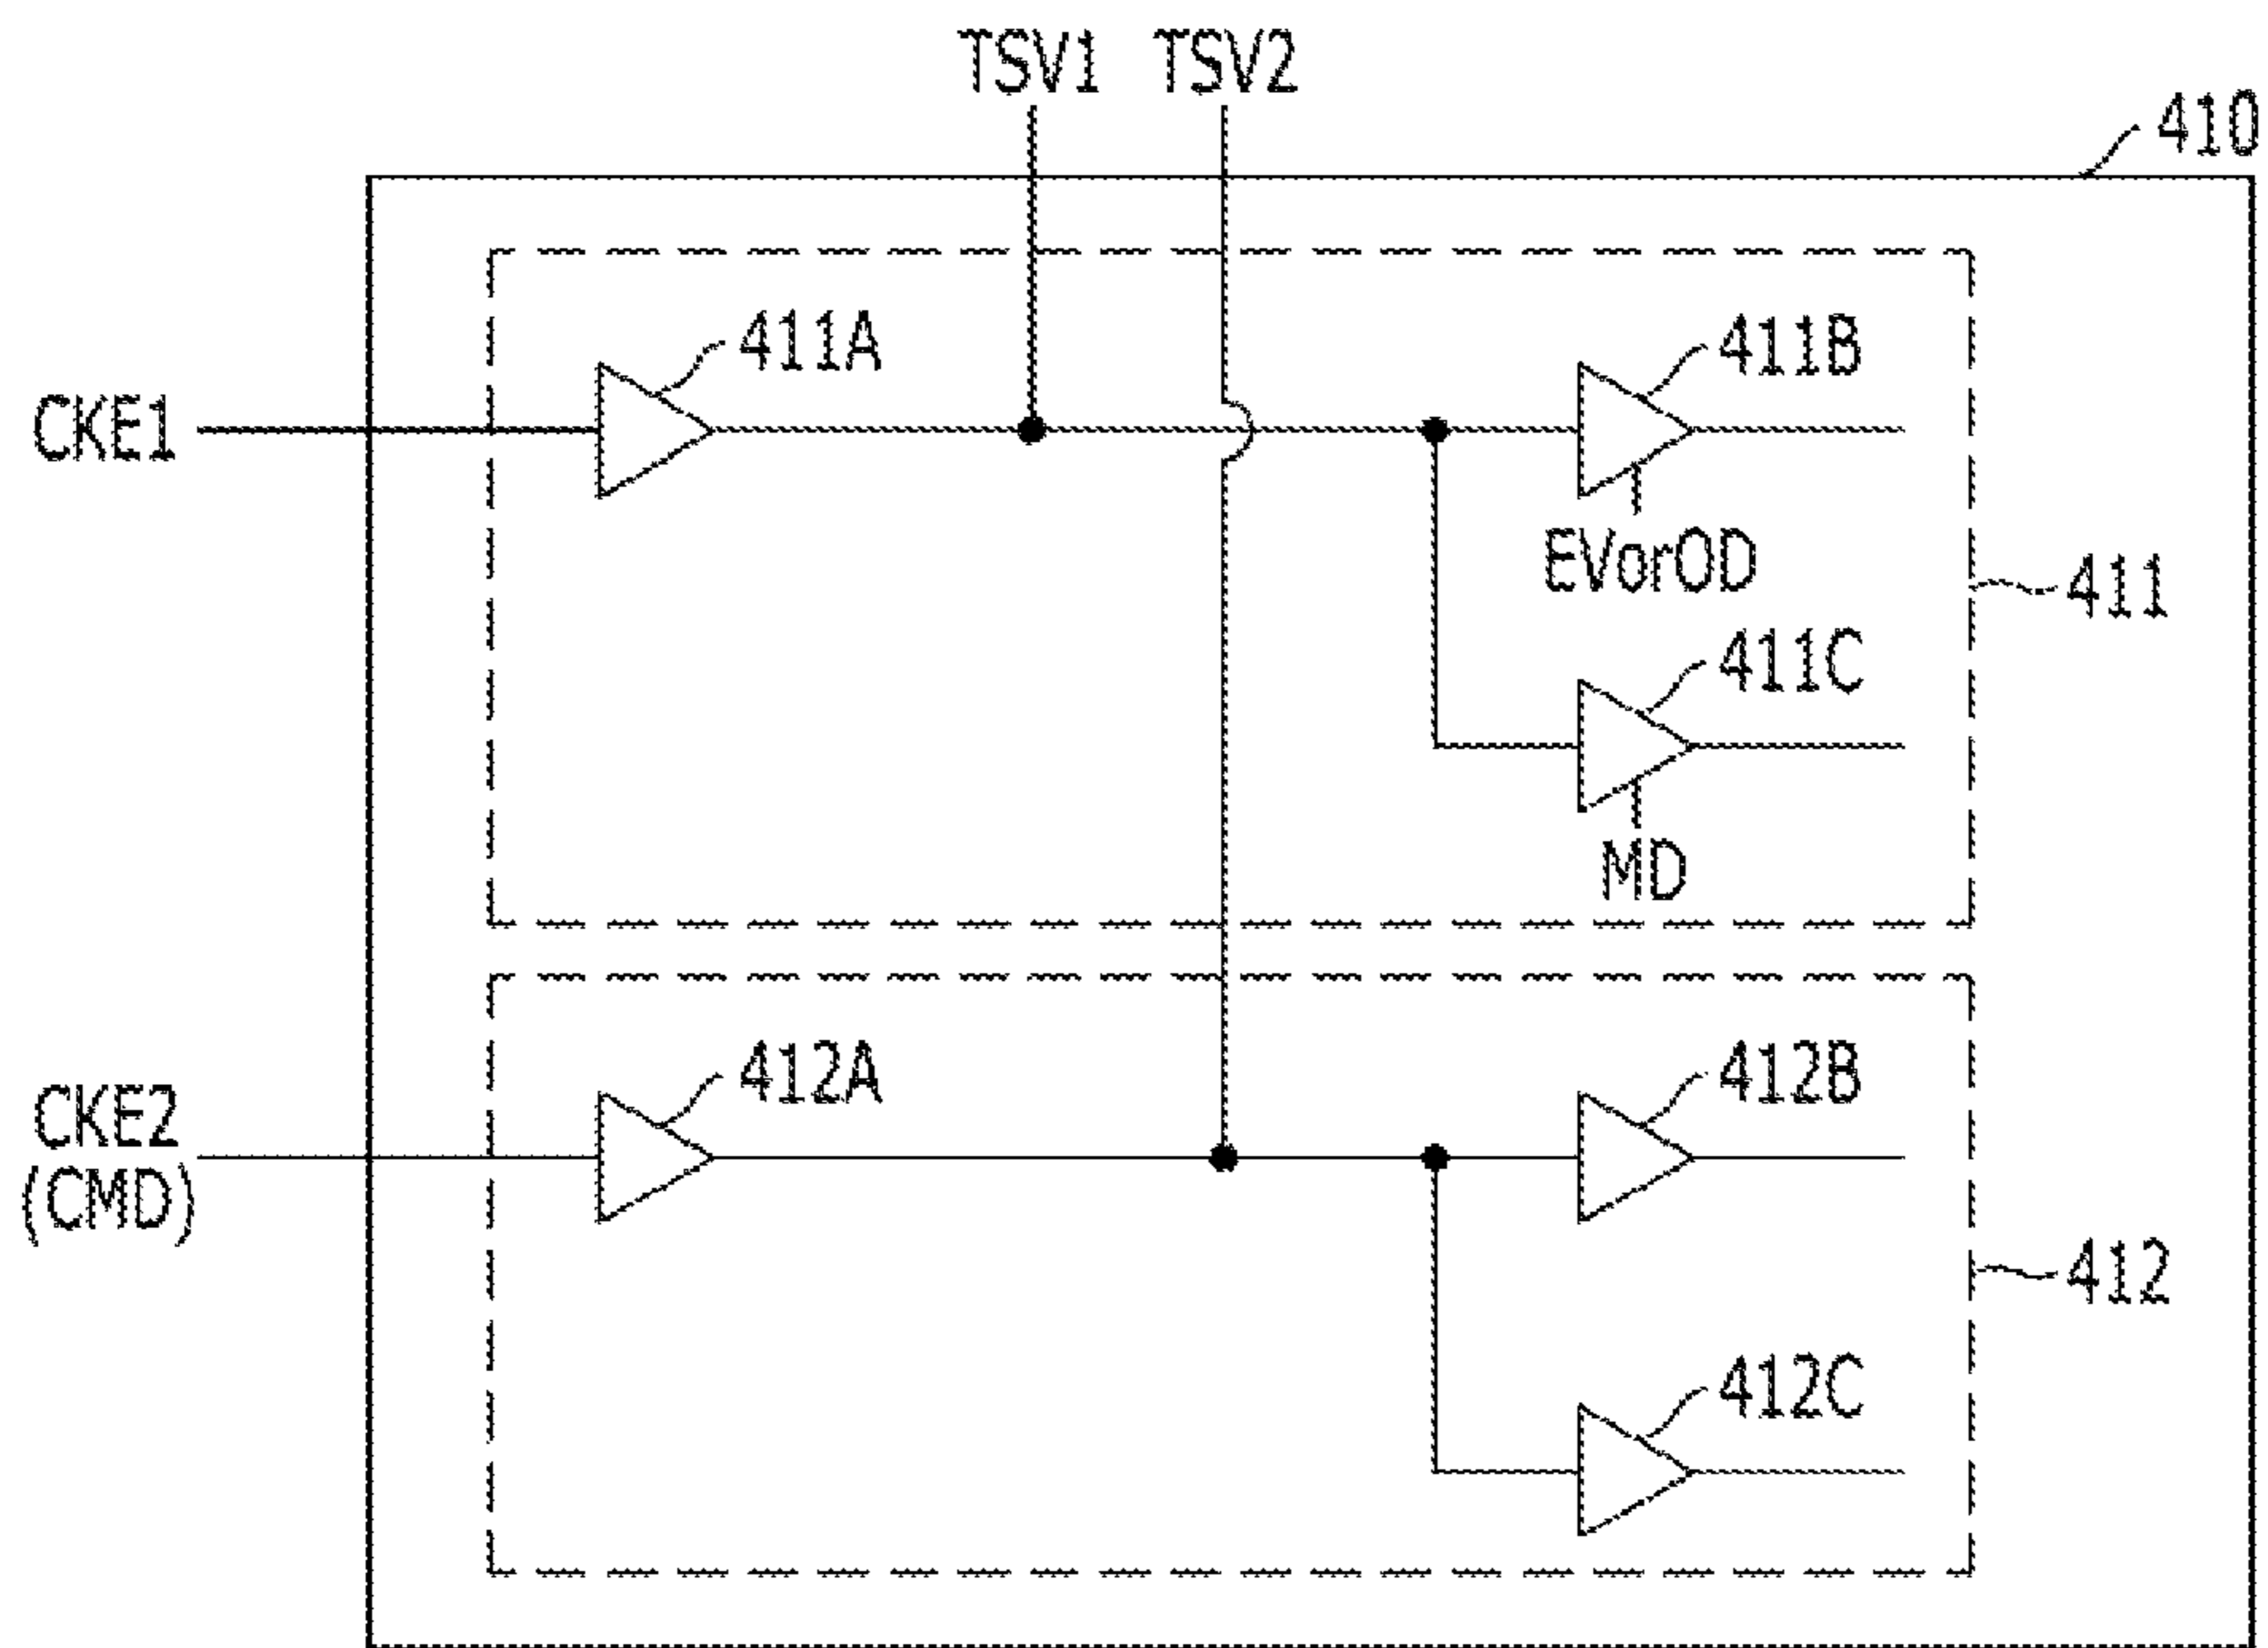 TSV1 TSV2
410
411A
411B
CKE1
EVorOD
411
411C
MD
412A
412B
CKE2
(CMD)
412
412C